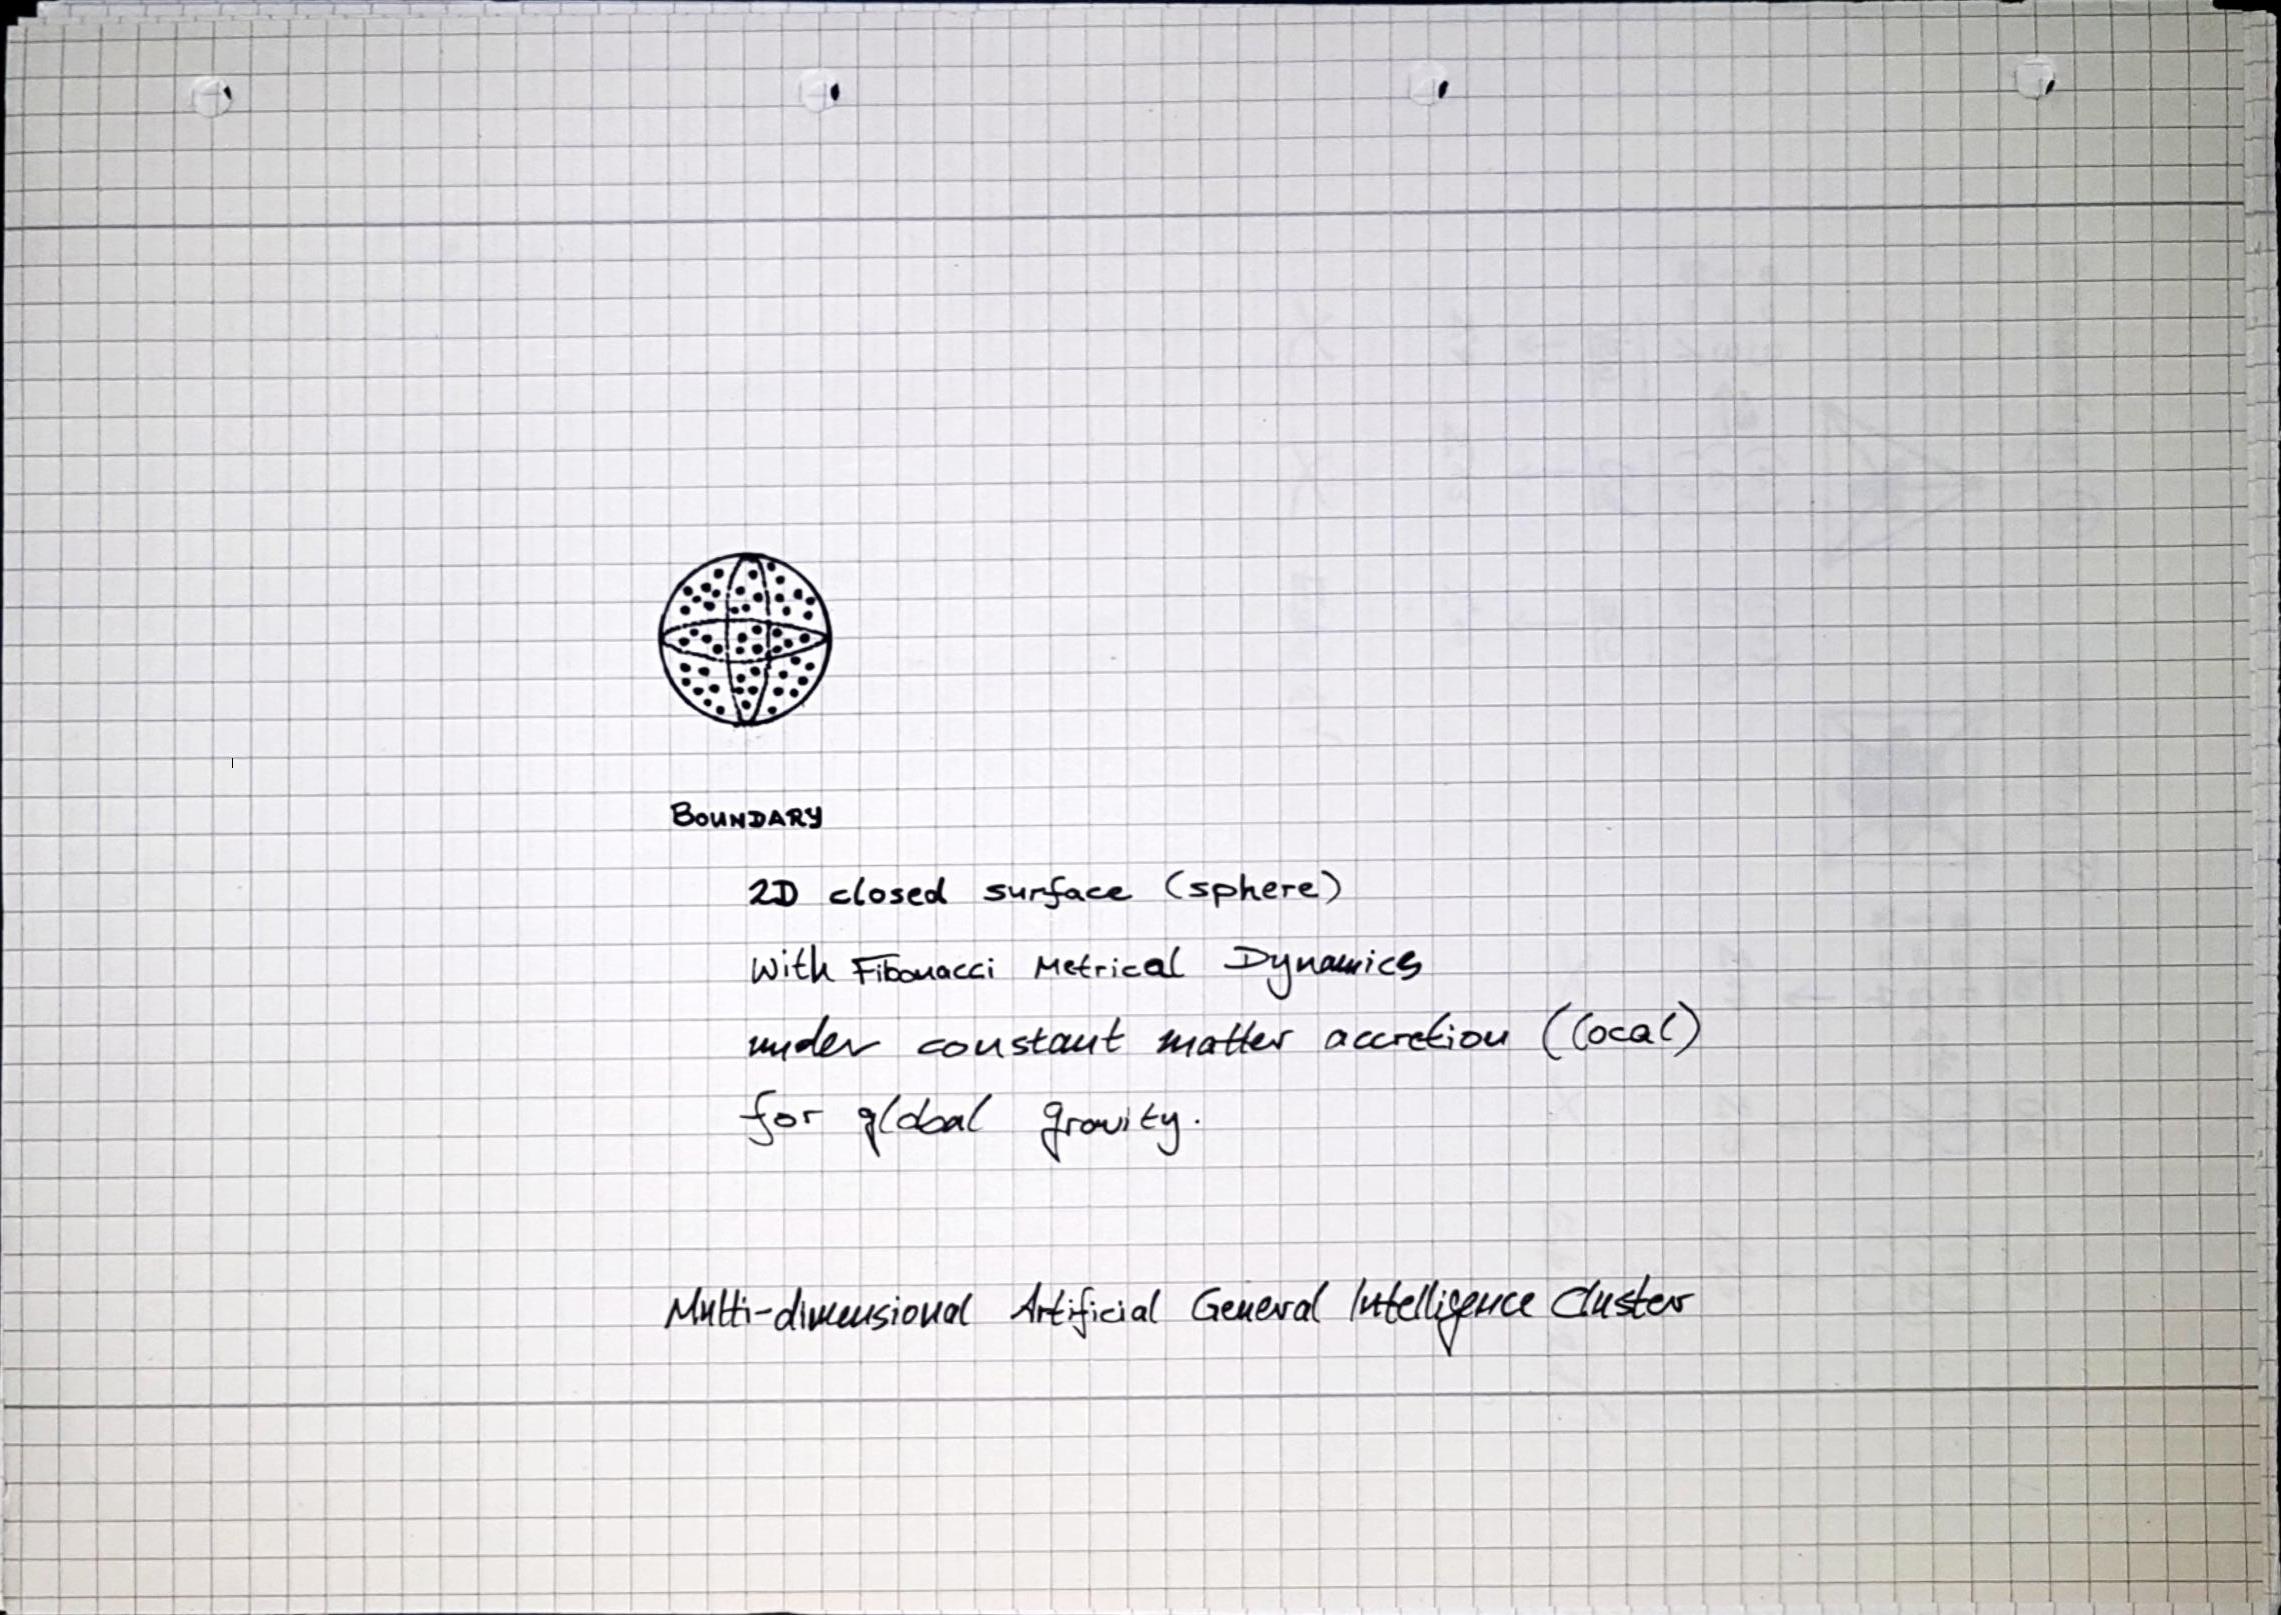 BOUNDARY
2D closed surface (sphere)
With Fibonacci Metrical Dynamics
under constant matter accretion (local)
for global gravity.
Multi-dimensional Artificial General Intelligence Cluster